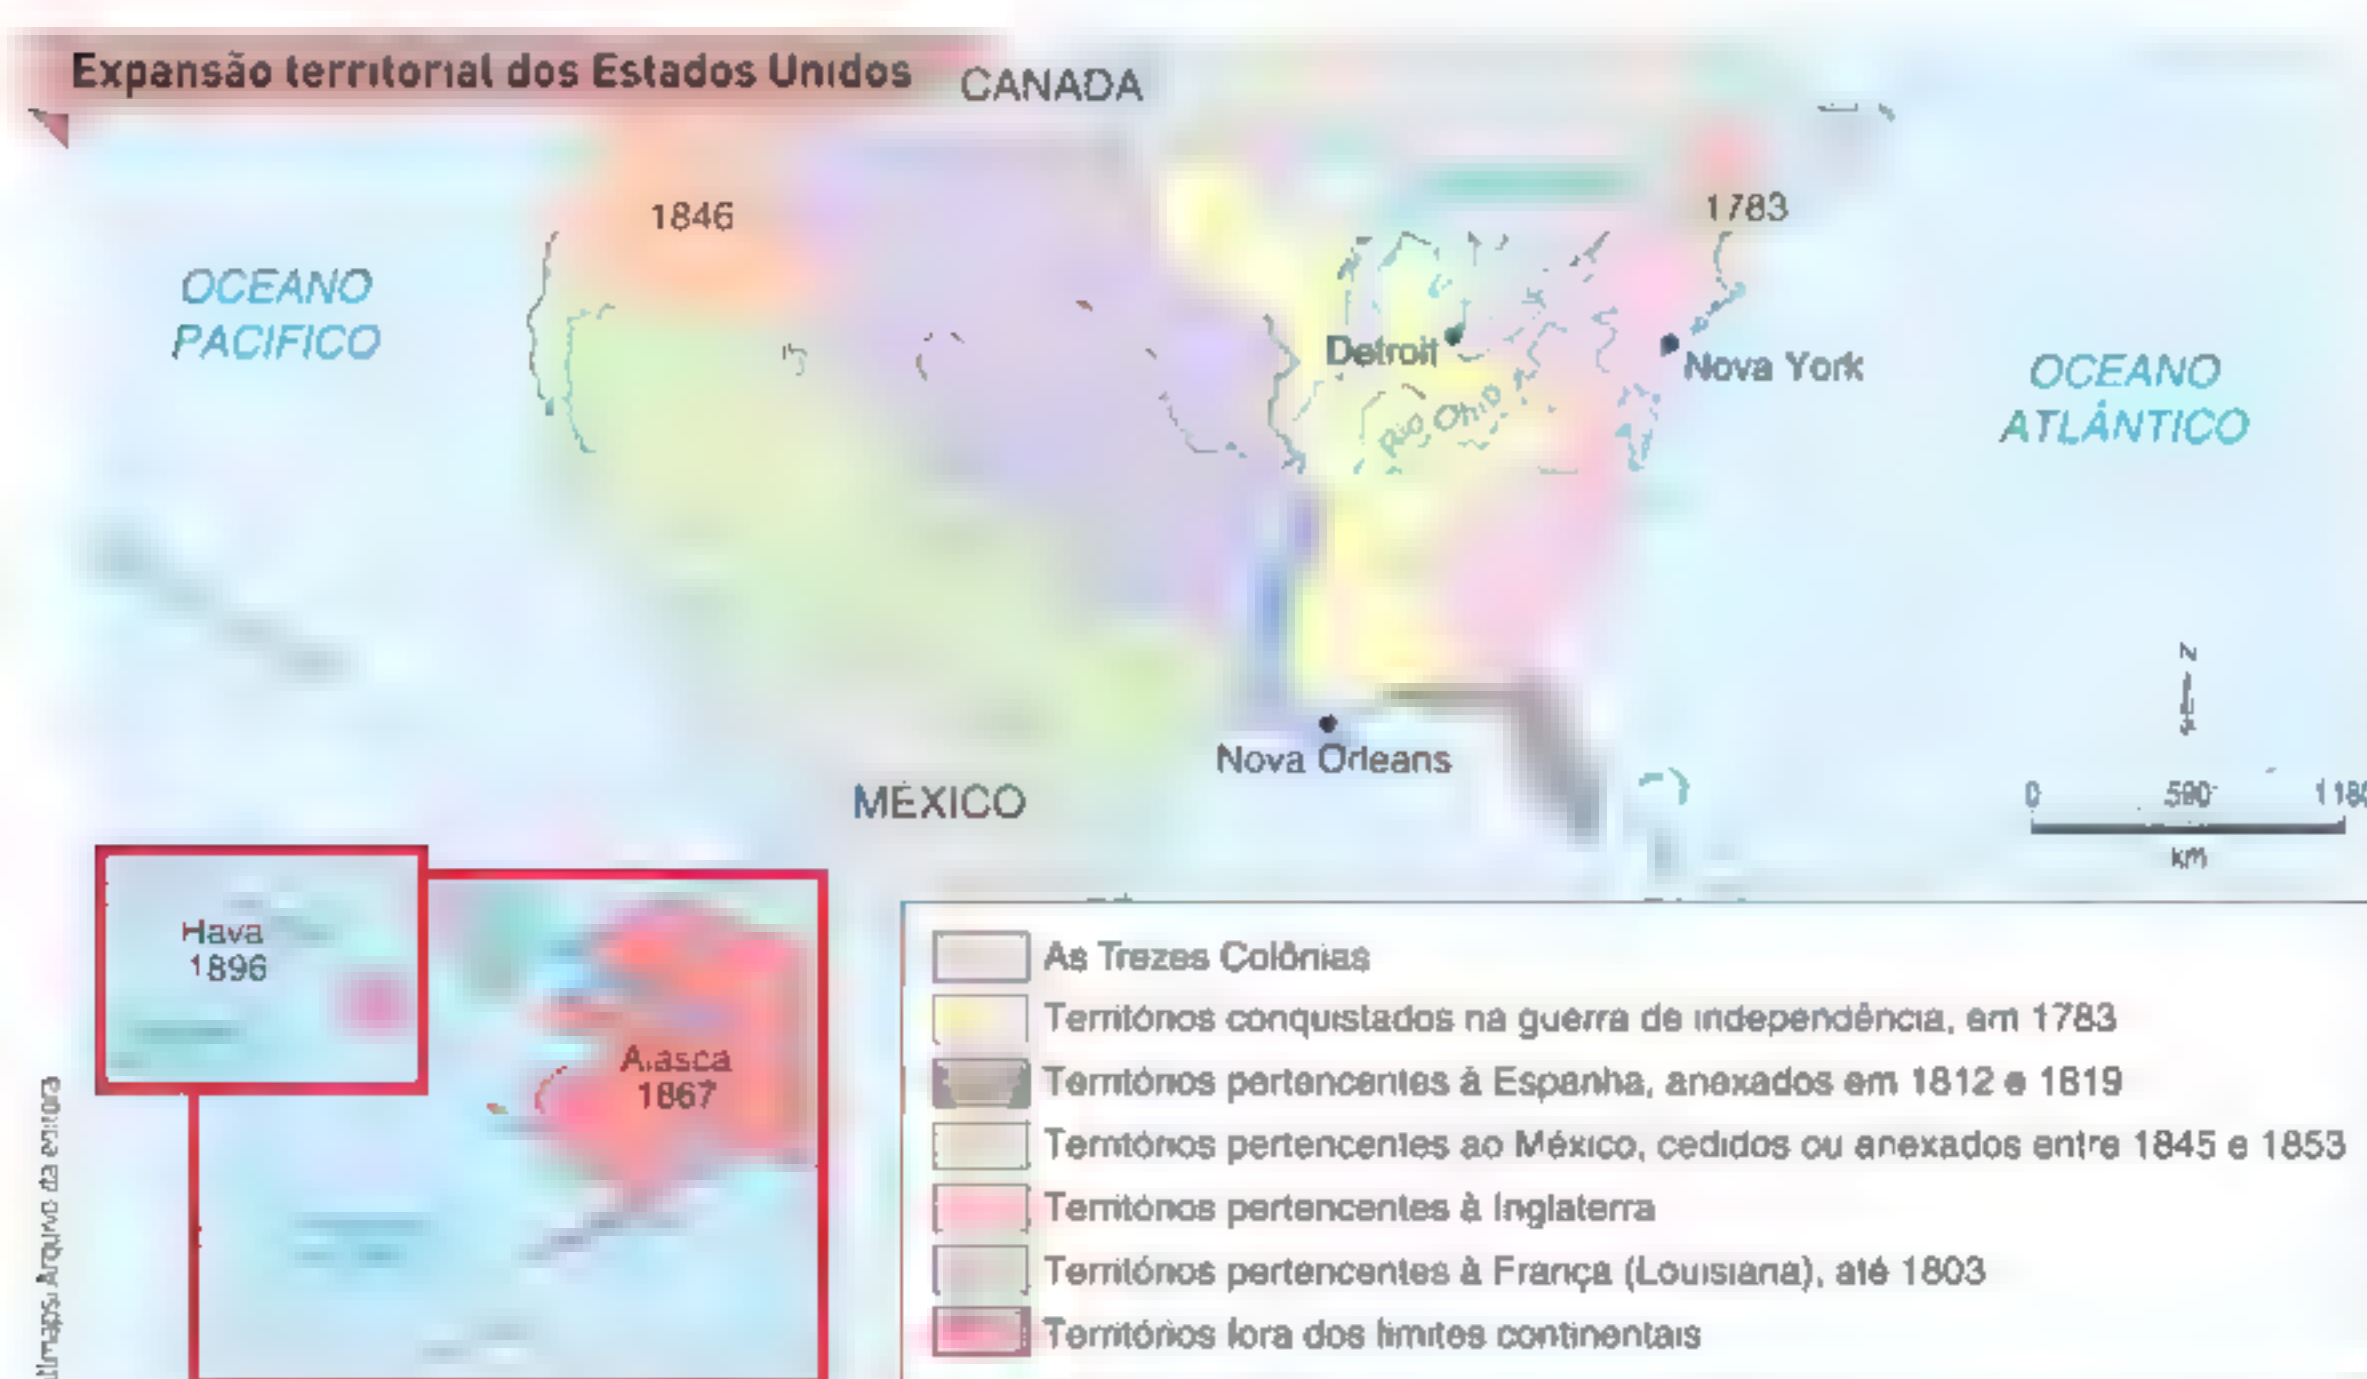 Expansão territorial dos Estados Unidos
CANADA
1846
1783
OCEANO
PACIFICO
Detroit
Nova York
Rio Ohio
OCEANO
ATLÂNTICO
Nova Orleans
MÉXICO
N
0 590 1180
km
Hava
1896
Alasca
1867
As Trezes Colônias
Territórios conquistados na guerra de independência, em 1783
Territórios pertencentes à Espanha, anexados em 1812 e 1819
Territórios pertencentes ao México, cedidos ou anexados entre 1845 e 1853
Territórios pertencentes à Inglaterra
Territórios pertencentes à França (Louisiana), até 1803
Territórios fora dos limites continentais
Arquivo da editora